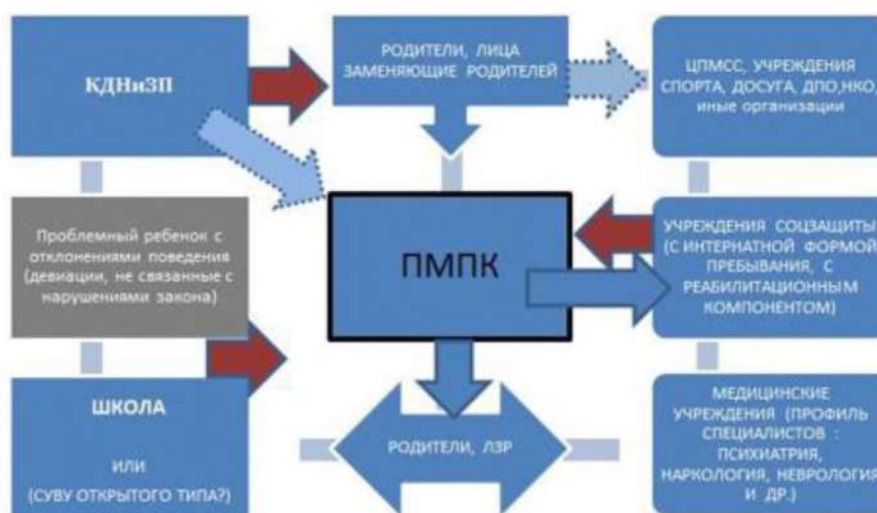 КДНиЗП
РОДИТЕЛИ, ЛИЦА
ЗАМЕНЯЮЩИЕ РОДИТЕЛЕЙ
ЦПМСС, УЧРЕЖДЕНИЯ
СПОРТА, ДОСУГА, ДПО,НКО,
иные организации
Проблемный ребенок с
отклонениями поведения
(девиации, не связанные с
нарушениями закона)
ПМПК
УЧРЕЖДЕНИЯ СОЦЗАЩИТЫ
(С ИНТЕРНАТНОЙ ФОРМОЙ
ПРЕБЫВАНИЯ, С
РЕАБИЛИТАЦИОННЫМ
КОМПОНЕНТОМ)
ШКОЛА
ИЛИ
(СУВУ ОТКРЫТОГО ТИПА?)
РОДИТЕЛИ, ЛЗР
МЕДИЦИНСКИЕ
УЧРЕЖДЕНИЯ (ПРОФИЛЬ
СПЕЦИАЛИСТОВ :
ПСИХИАТРИЯ,
НАРКОЛОГИЯ, НЕВРОЛОГИЯ
И ДР.)